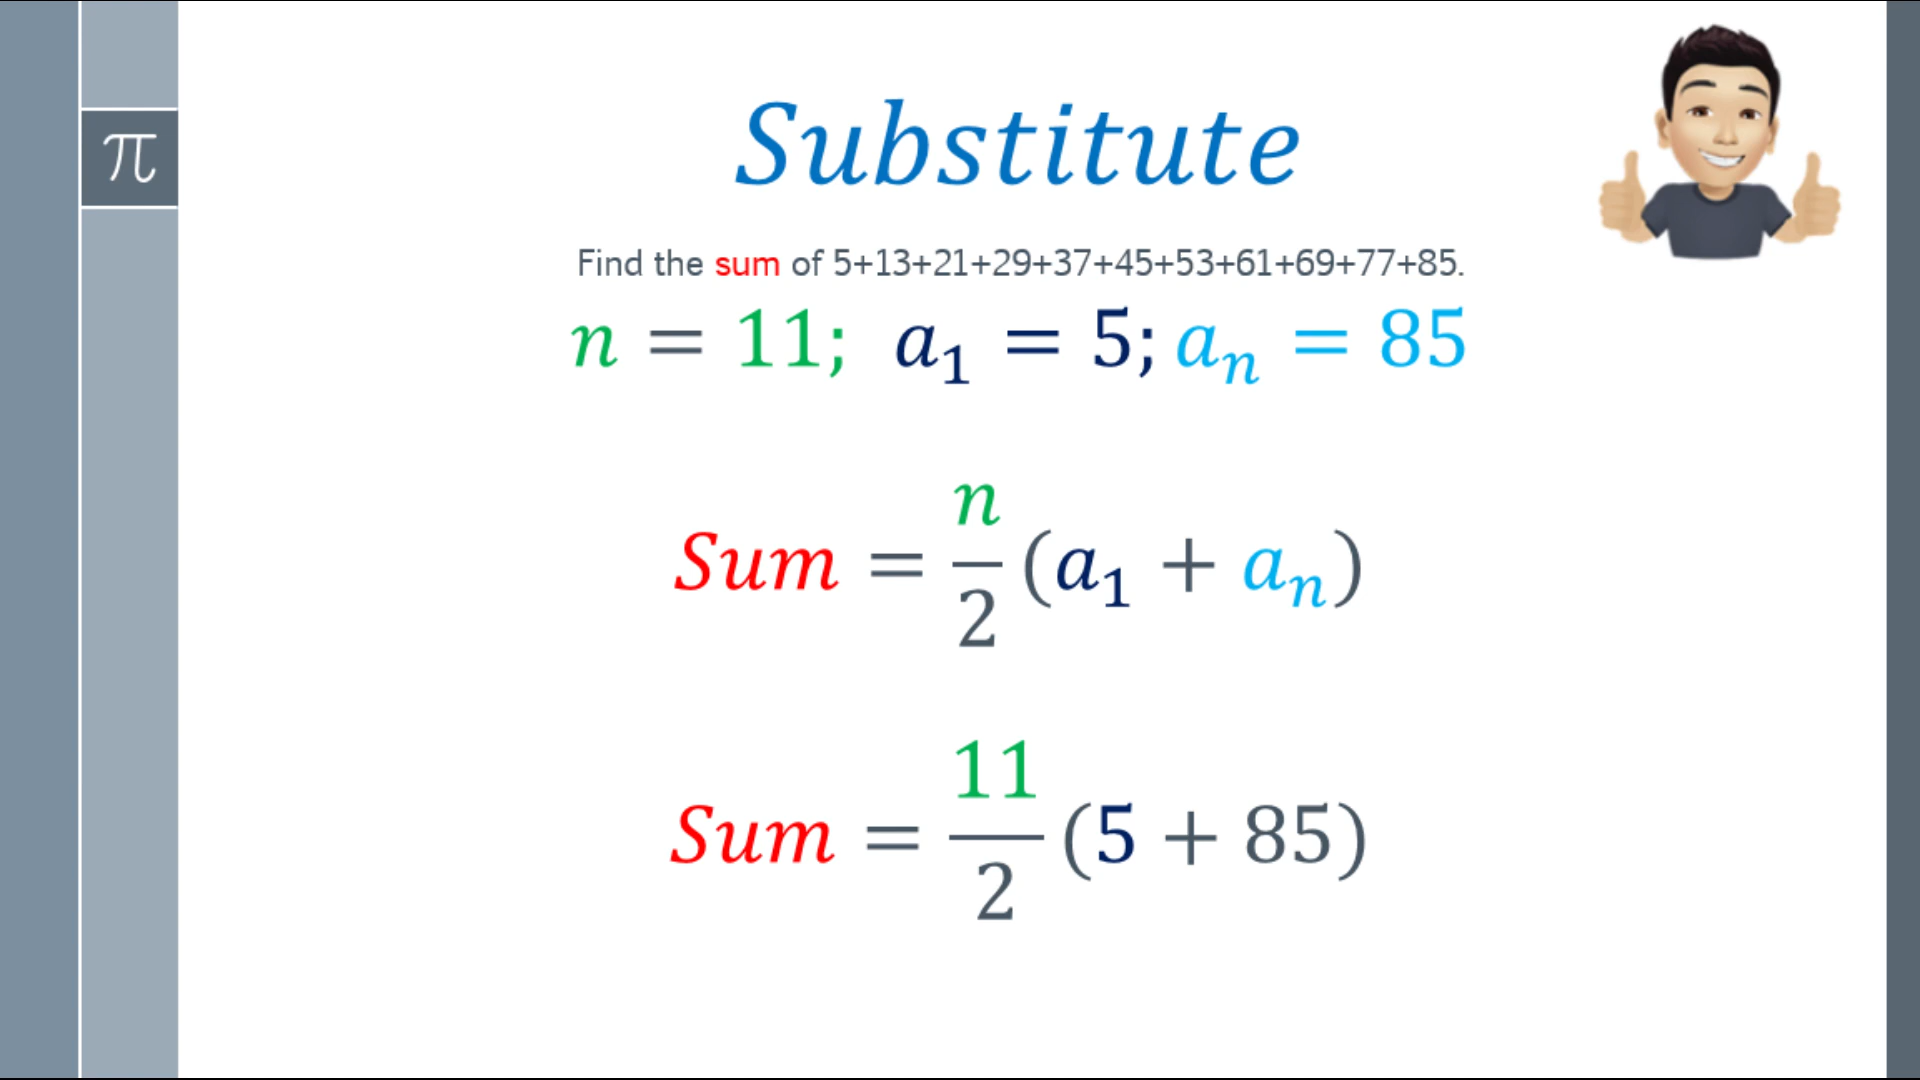 π
Substitute
Find the sum of 5+13+21+29+37+45+53+61+69+77+85.
n = 11; a₁ = 5; aₙ = 85
Sum = n/2 (a₁ + aₙ)
Sum = 11/2 (5 + 85)